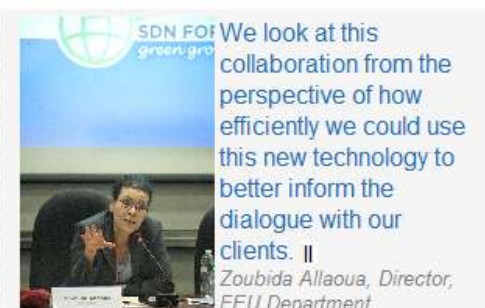 SDN FOR
green gro
We look at this
collaboration from the
perspective of how
efficiently we could use
this new technology to
better inform the
dialogue with our
clients. ||
Zoubida Allaoua, Director,
FEU Department